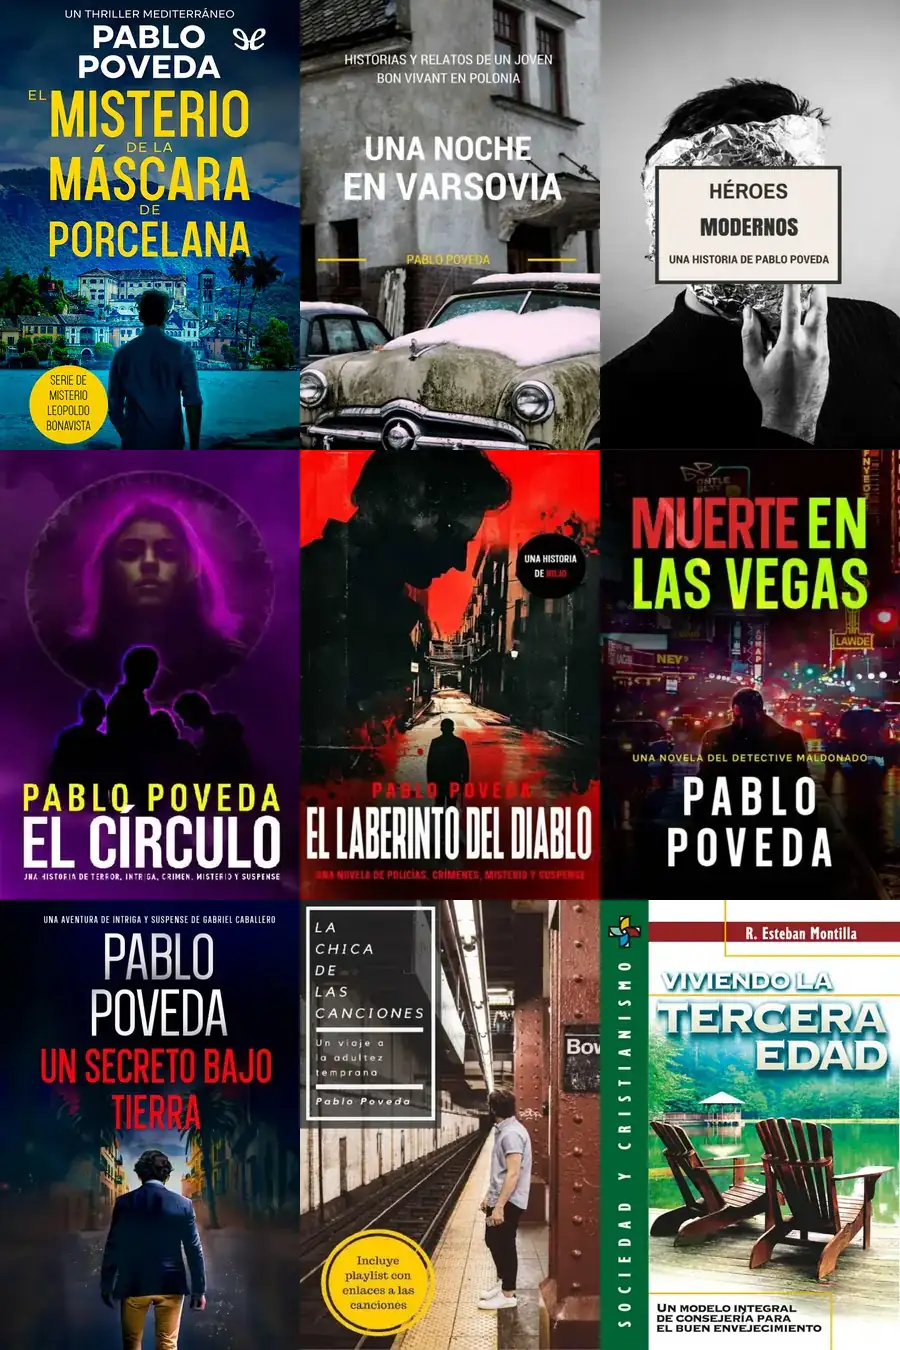 UN THRILLER MEDITERRÁNEO
PABLO
POVEDA
EL
MISTERIO
DE LA
MÁSCARA
DE
PORCELANA
SERIE DE
MISTERIO
LEOPOLDO
BONAVISTA
HISTORIAS Y RELATOS DE UN JOVEN
BON VIVANT EN POLONIA
UNA NOCHE
EN VARSOVIA
PABLO POVEDA
HÉROES
MODERNOS
UNA HISTORIA DE PABLO POVEDA
PABLO POVEDA
EL CÍRCULO
UNA HISTORIA DE TERROR, INTRIGA, CRIMEN, MISTERIO Y SUSPENSE
UNA HISTORIA
DE ROJO
PABLO POVEDA
EL LABERINTO DEL DIABLO
UNA NOVELA DE POLICÍAS, CRÍMENES, MISTERIO Y SUSPENSE
MUERTE EN
LAS VEGAS
UNA NOVELA DEL DETECTIVE MALDONADO
PABLO
POVEDA
UNA AVENTURA DE INTRIGA Y SUSPENSE DE GABRIEL CABALLERO
PABLO
POVEDA
UN SECRETO BAJO
TIERRA
LA
CHICA
DE
LAS
CANCIONES
Un viaje a
la adultez
temprana
Pablo Poveda
Bow
Incluye
playlist con
enlaces a las
canciones
SOCIEDAD Y CRISTIANISMO
R. Esteban Montilla
VIVIENDO LA
TERCERA
EDAD
UN MODELO INTEGRAL
DE CONSEJERÍA PARA
EL BUEN ENVEJECIMIENTO